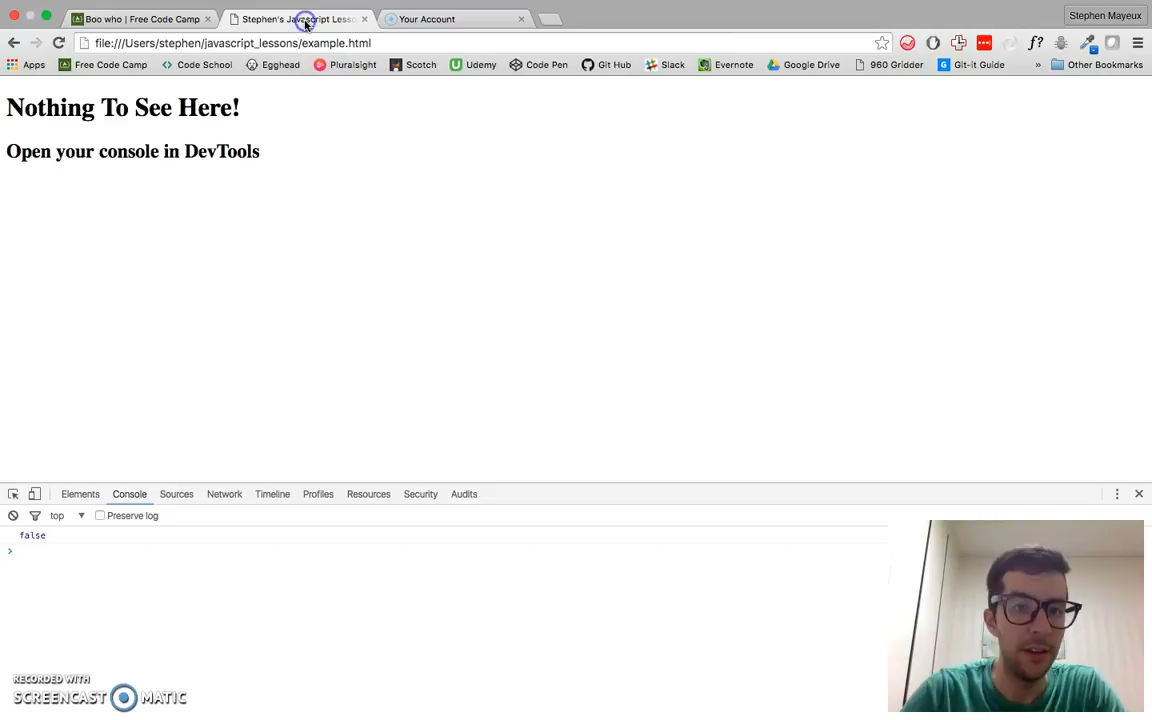 Boo who | Free Code Camp
Stephen's Javascript Lesso
Your Account
Stephen Mayeux
file:///Users/stephen/javascript_lessons/example.html
f?
Apps
Free Code Camp
Code School
Egghead
Pluralsight
Scotch
Udemy
Code Pen
Git Hub
Slack
Evernote
Google Drive
960 Gridder
G
Git-it Guide
»
Other Bookmarks
Nothing To See Here!
Open your console in DevTools
Elements
Console
Sources
Network
Timeline
Profiles
Resources
Security
Audits
top
Preserve log
false
>
RECORDED WITH
SCREENCAST MATIC